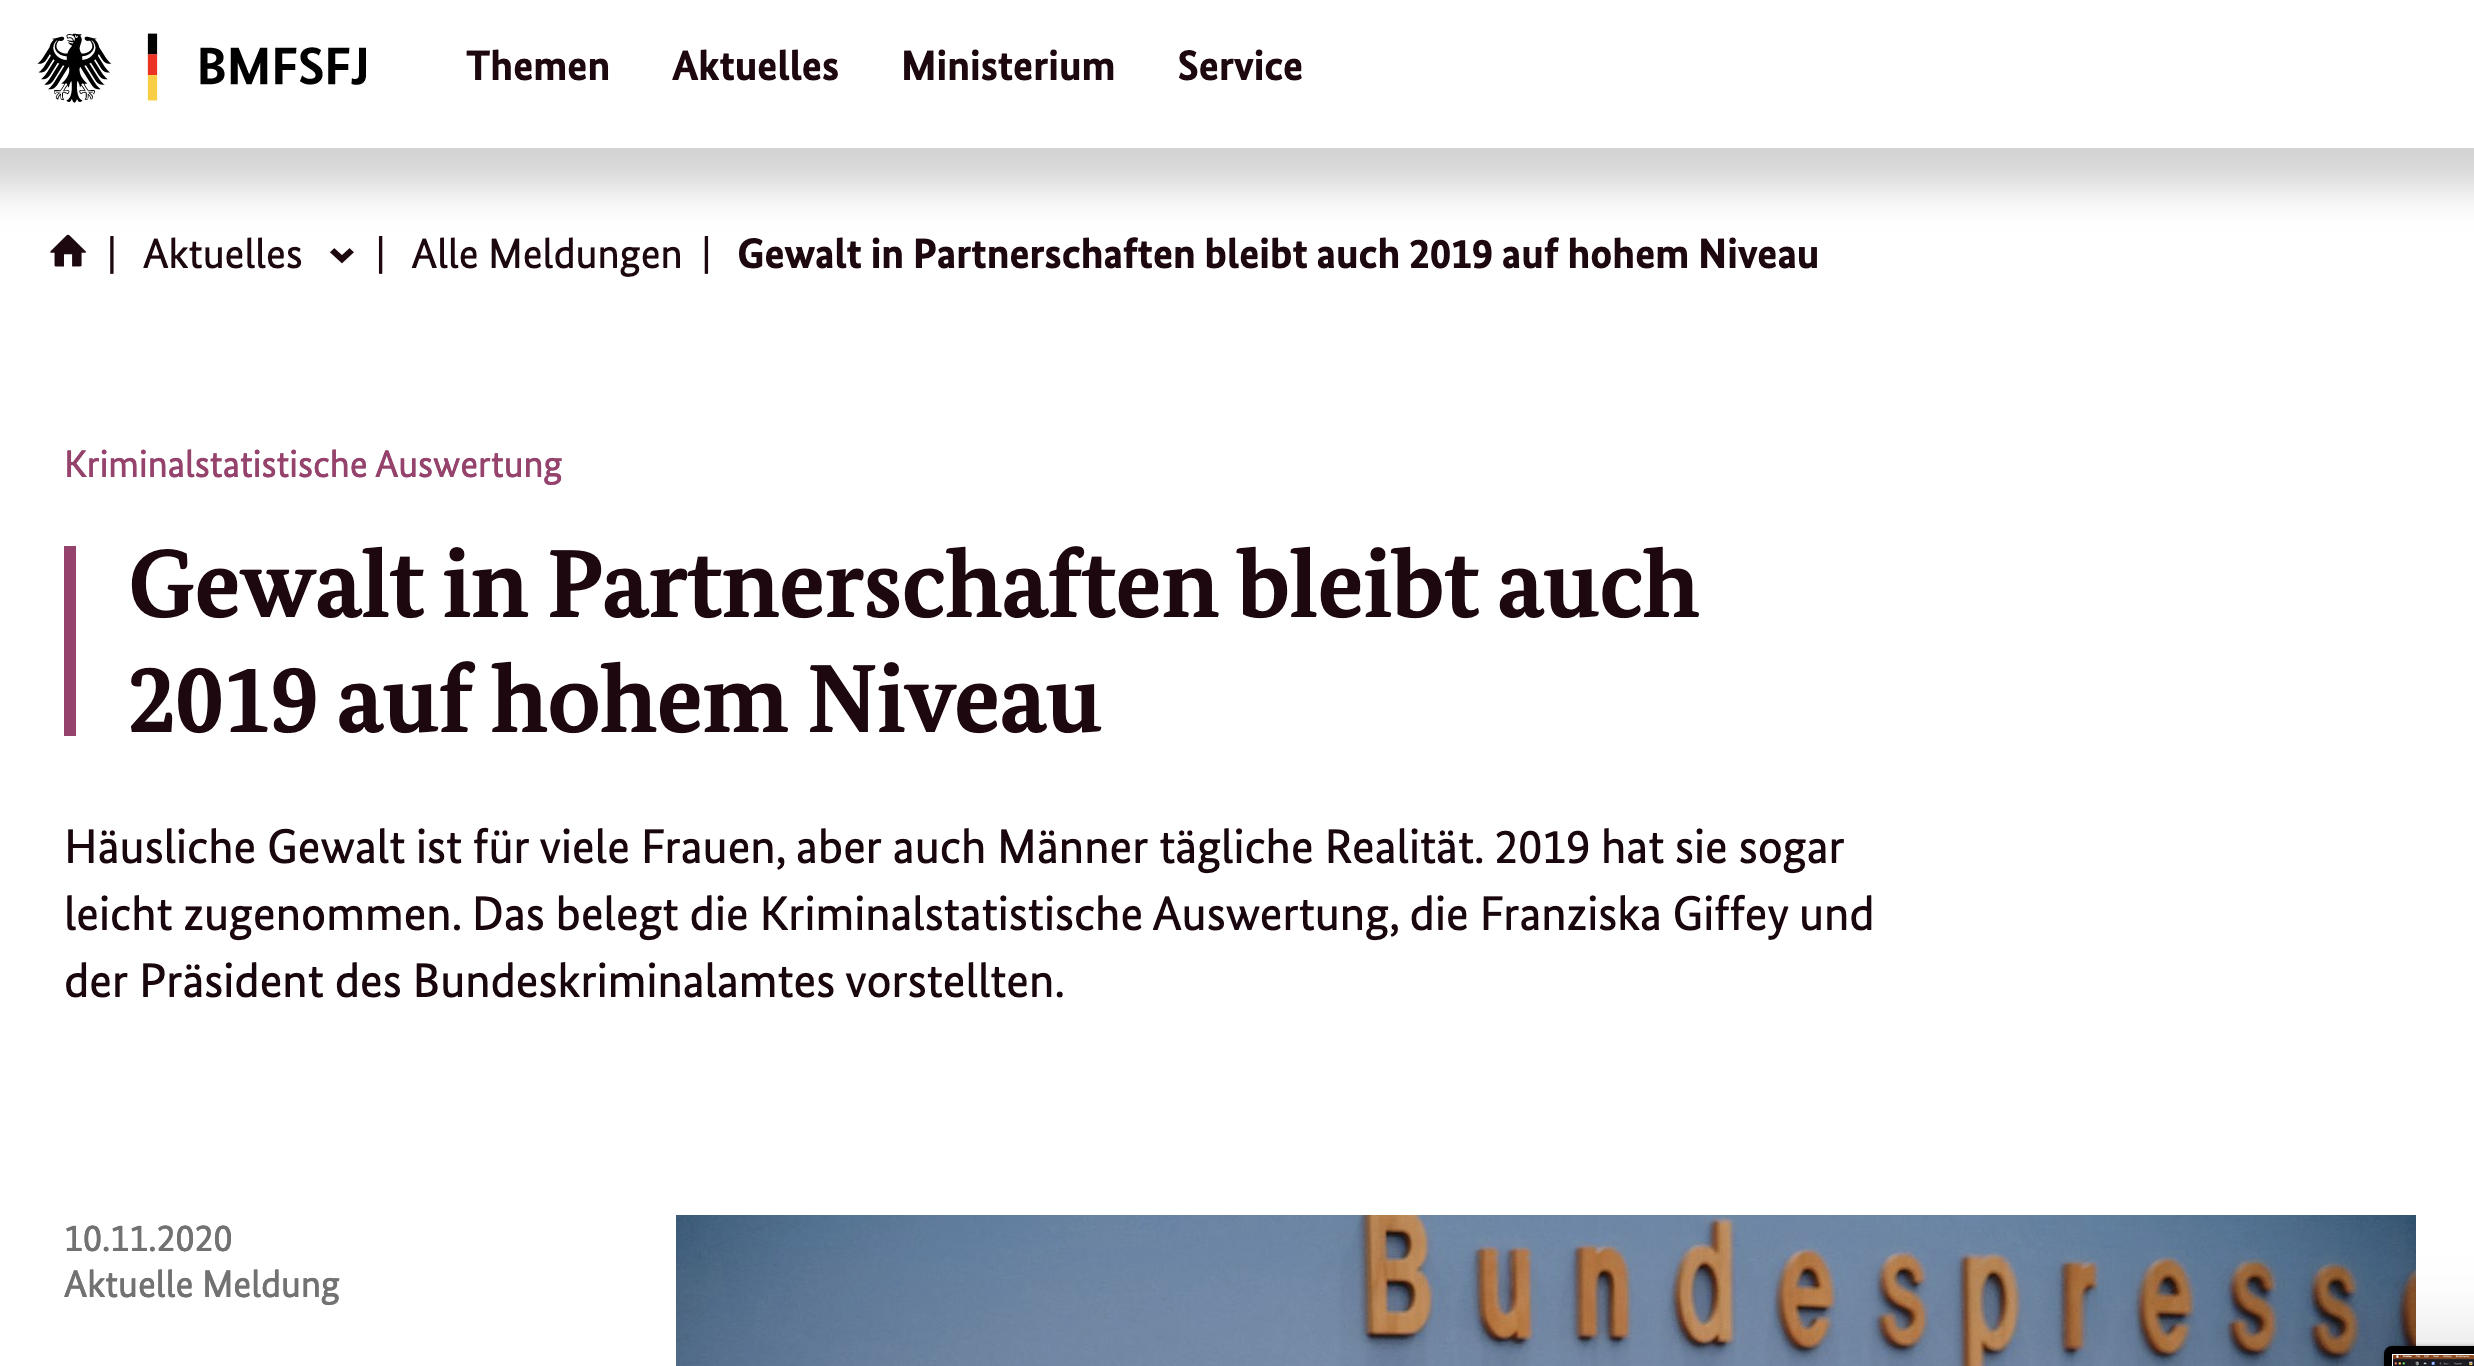 BMFSFJ Themen Aktuelles Ministerium Service
| Aktuelles | Alle Meldungen | Gewalt in Partnerschaften bleibt auch 2019 auf hohem Niveau
Kriminalstatistische Auswertung
Gewalt in Partnerschaften bleibt auch
2019 auf hohem Niveau
Häusliche Gewalt ist für viele Frauen, aber auch Männer tägliche Realität. 2019 hat sie sogar
leicht zugenommen. Das belegt die Kriminalstatistische Auswertung, die Franziska Giffey und
der Präsident des Bundeskriminalamtes vorstellten.
10.11.2020
Aktuelle Meldung
Bundespress